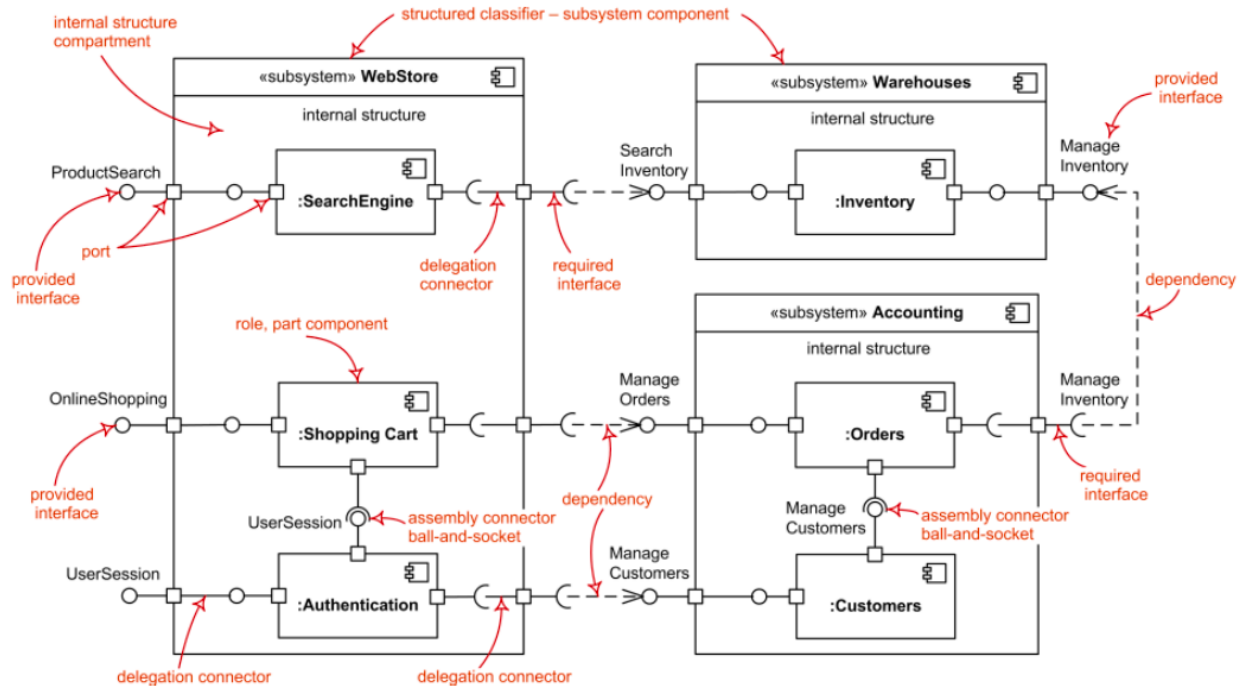 internal structure
compartment
structured classifier – subsystem component
«subsystem» WebStore
internal structure
«subsystem» Warehouses
internal structure
provided
interface
ProductSearch
:SearchEngine
Search
Inventory
:Inventory
Manage
Inventory
port
provided
interface
delegation
connector
required
interface
dependency
role, part component
«subsystem» Accounting
internal structure
OnlineShopping
:Shopping Cart
Manage
Orders
:Orders
Manage
Inventory
provided
interface
dependency
required
interface
UserSession
assembly connector
ball-and-socket
Manage
Customers
assembly connector
ball-and-socket
UserSession
:Authentication
Manage
Customers
:Customers
delegation connector
delegation connector